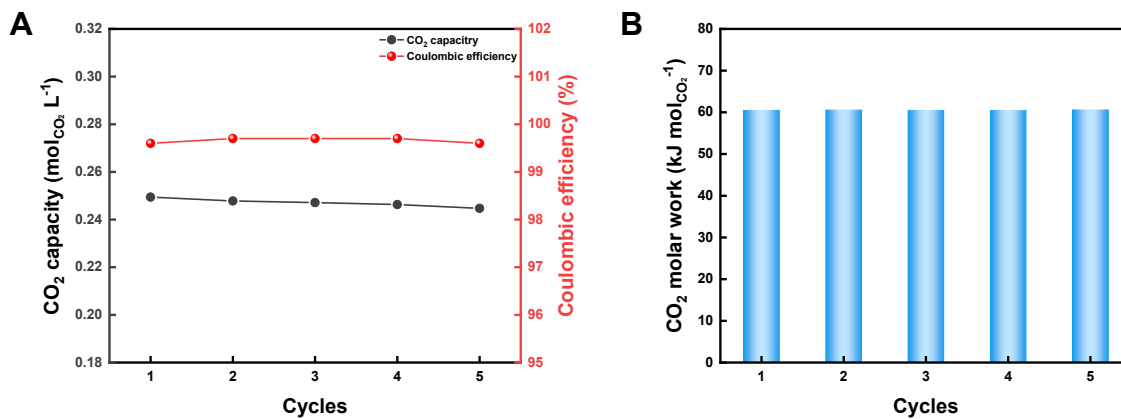 A
CO₂ capacity (mol_CO₂ L⁻¹)
0.32
0.30
0.28
0.26
0.24
0.22
0.20
0.18
CO₂ capacitry
Coulombic efficiency
102
101
100
99
98
97
96
95
Coulombic efficiency (%)
1 2 3 4 5
Cycles
B
CO₂ molar work (kJ mol_CO₂⁻¹)
80
70
60
50
40
30
20
10
0
1 2 3 4 5
Cycles